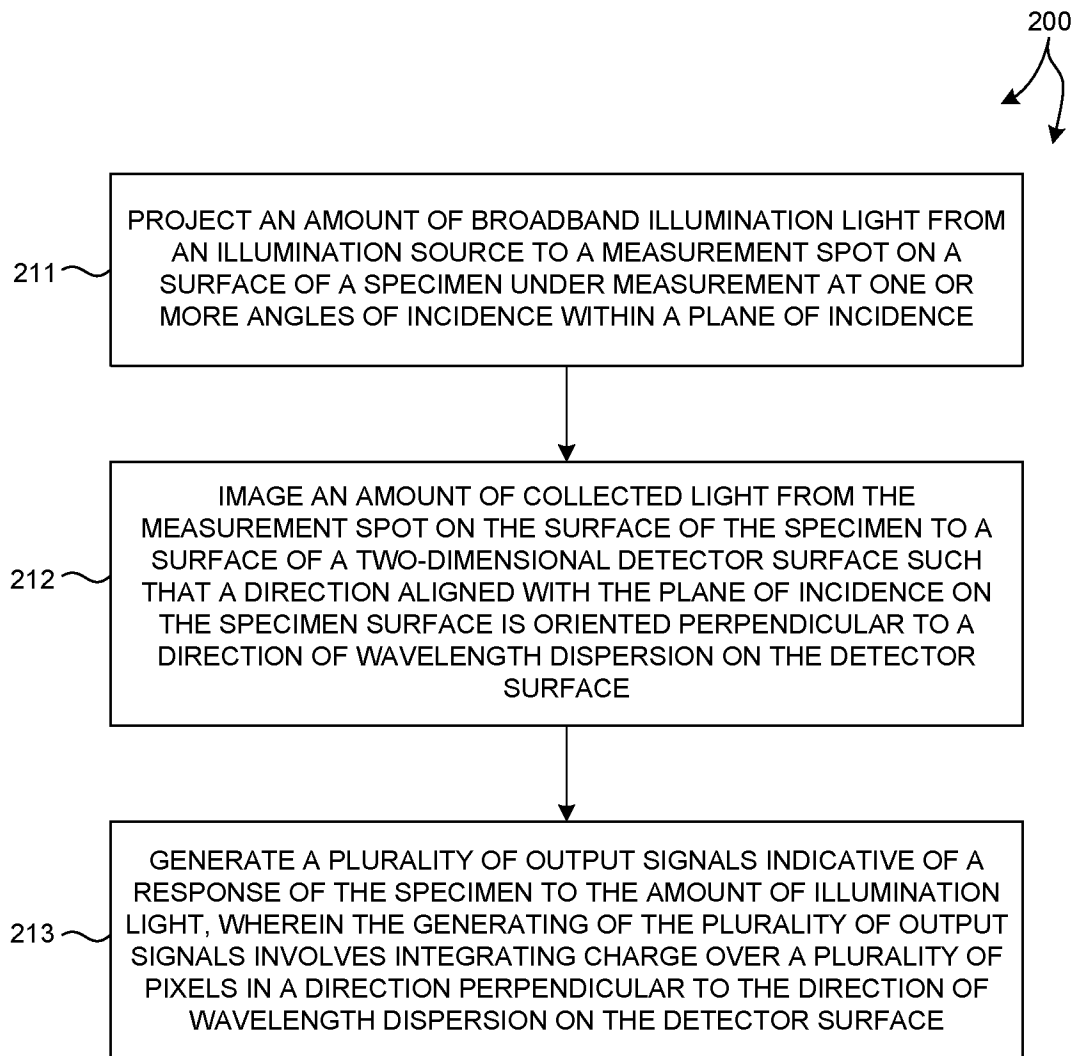 200
PROJECT AN AMOUNT OF BROADBAND ILLUMINATION LIGHT FROM
AN ILLUMINATION SOURCE TO A MEASUREMENT SPOT ON A
SURFACE OF A SPECIMEN UNDER MEASUREMENT AT ONE OR
MORE ANGLES OF INCIDENCE WITHIN A PLANE OF INCIDENCE
211
IMAGE AN AMOUNT OF COLLECTED LIGHT FROM THE
MEASUREMENT SPOT ON THE SURFACE OF THE SPECIMEN TO A
SURFACE OF A TWO-DIMENSIONAL DETECTOR SURFACE SUCH
THAT A DIRECTION ALIGNED WITH THE PLANE OF INCIDENCE ON
THE SPECIMEN SURFACE IS ORIENTED PERPENDICULAR TO A
DIRECTION OF WAVELENGTH DISPERSION ON THE DETECTOR
SURFACE
212
GENERATE A PLURALITY OF OUTPUT SIGNALS INDICATIVE OF A
RESPONSE OF THE SPECIMEN TO THE AMOUNT OF ILLUMINATION
LIGHT, WHEREIN THE GENERATING OF THE PLURALITY OF OUTPUT
SIGNALS INVOLVES INTEGRATING CHARGE OVER A PLURALITY OF
PIXELS IN A DIRECTION PERPENDICULAR TO THE DIRECTION OF
WAVELENGTH DISPERSION ON THE DETECTOR SURFACE
213